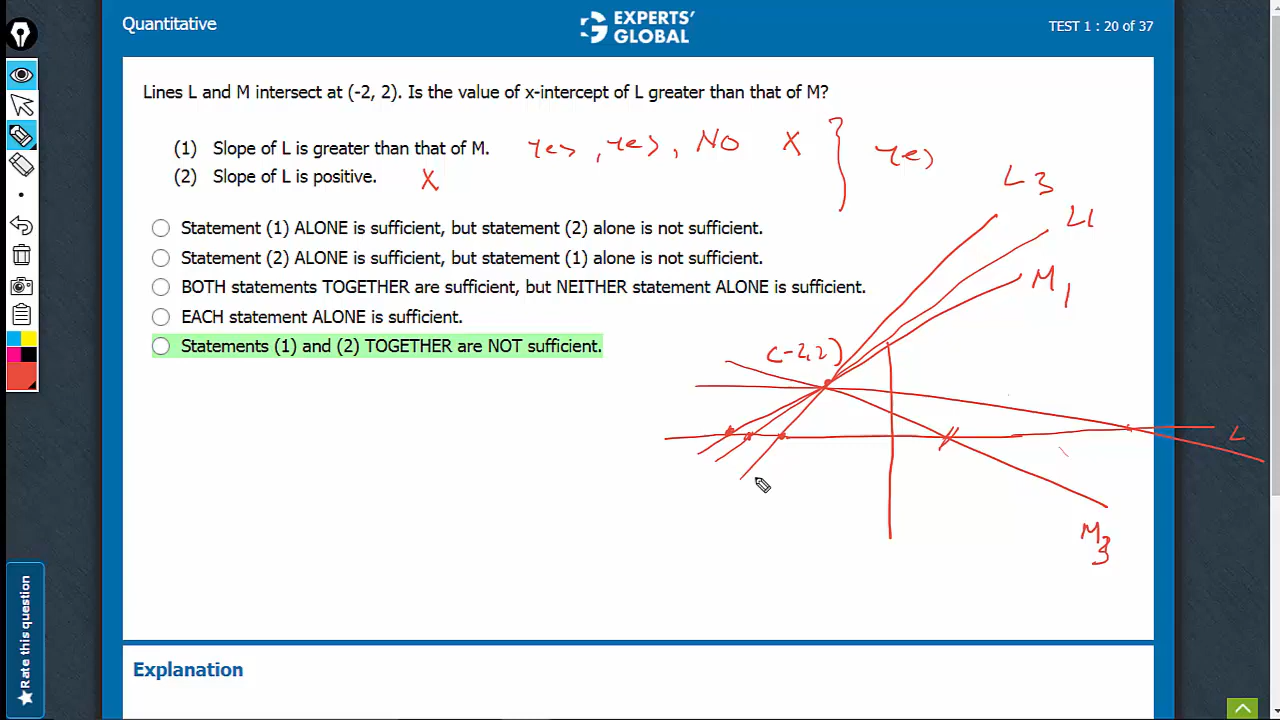 Quantitative
EXPERTS'
GLOBAL
TEST 1 : 20 of 37
Lines L and M intersect at (-2, 2). Is the value of x-intercept of L greater than that of M?
(1) Slope of L is greater than that of M. Yes, Yes, NO X
(2) Slope of L is positive. X
Yes
Statement (1) ALONE is sufficient, but statement (2) alone is not sufficient.
Statement (2) ALONE is sufficient, but statement (1) alone is not sufficient.
BOTH statements TOGETHER are sufficient, but NEITHER statement ALONE is sufficient.
EACH statement ALONE is sufficient.
Statements (1) and (2) TOGETHER are NOT sufficient.
L3
L1
M1
(-2,2)
L
M3
Rate this question
Explanation